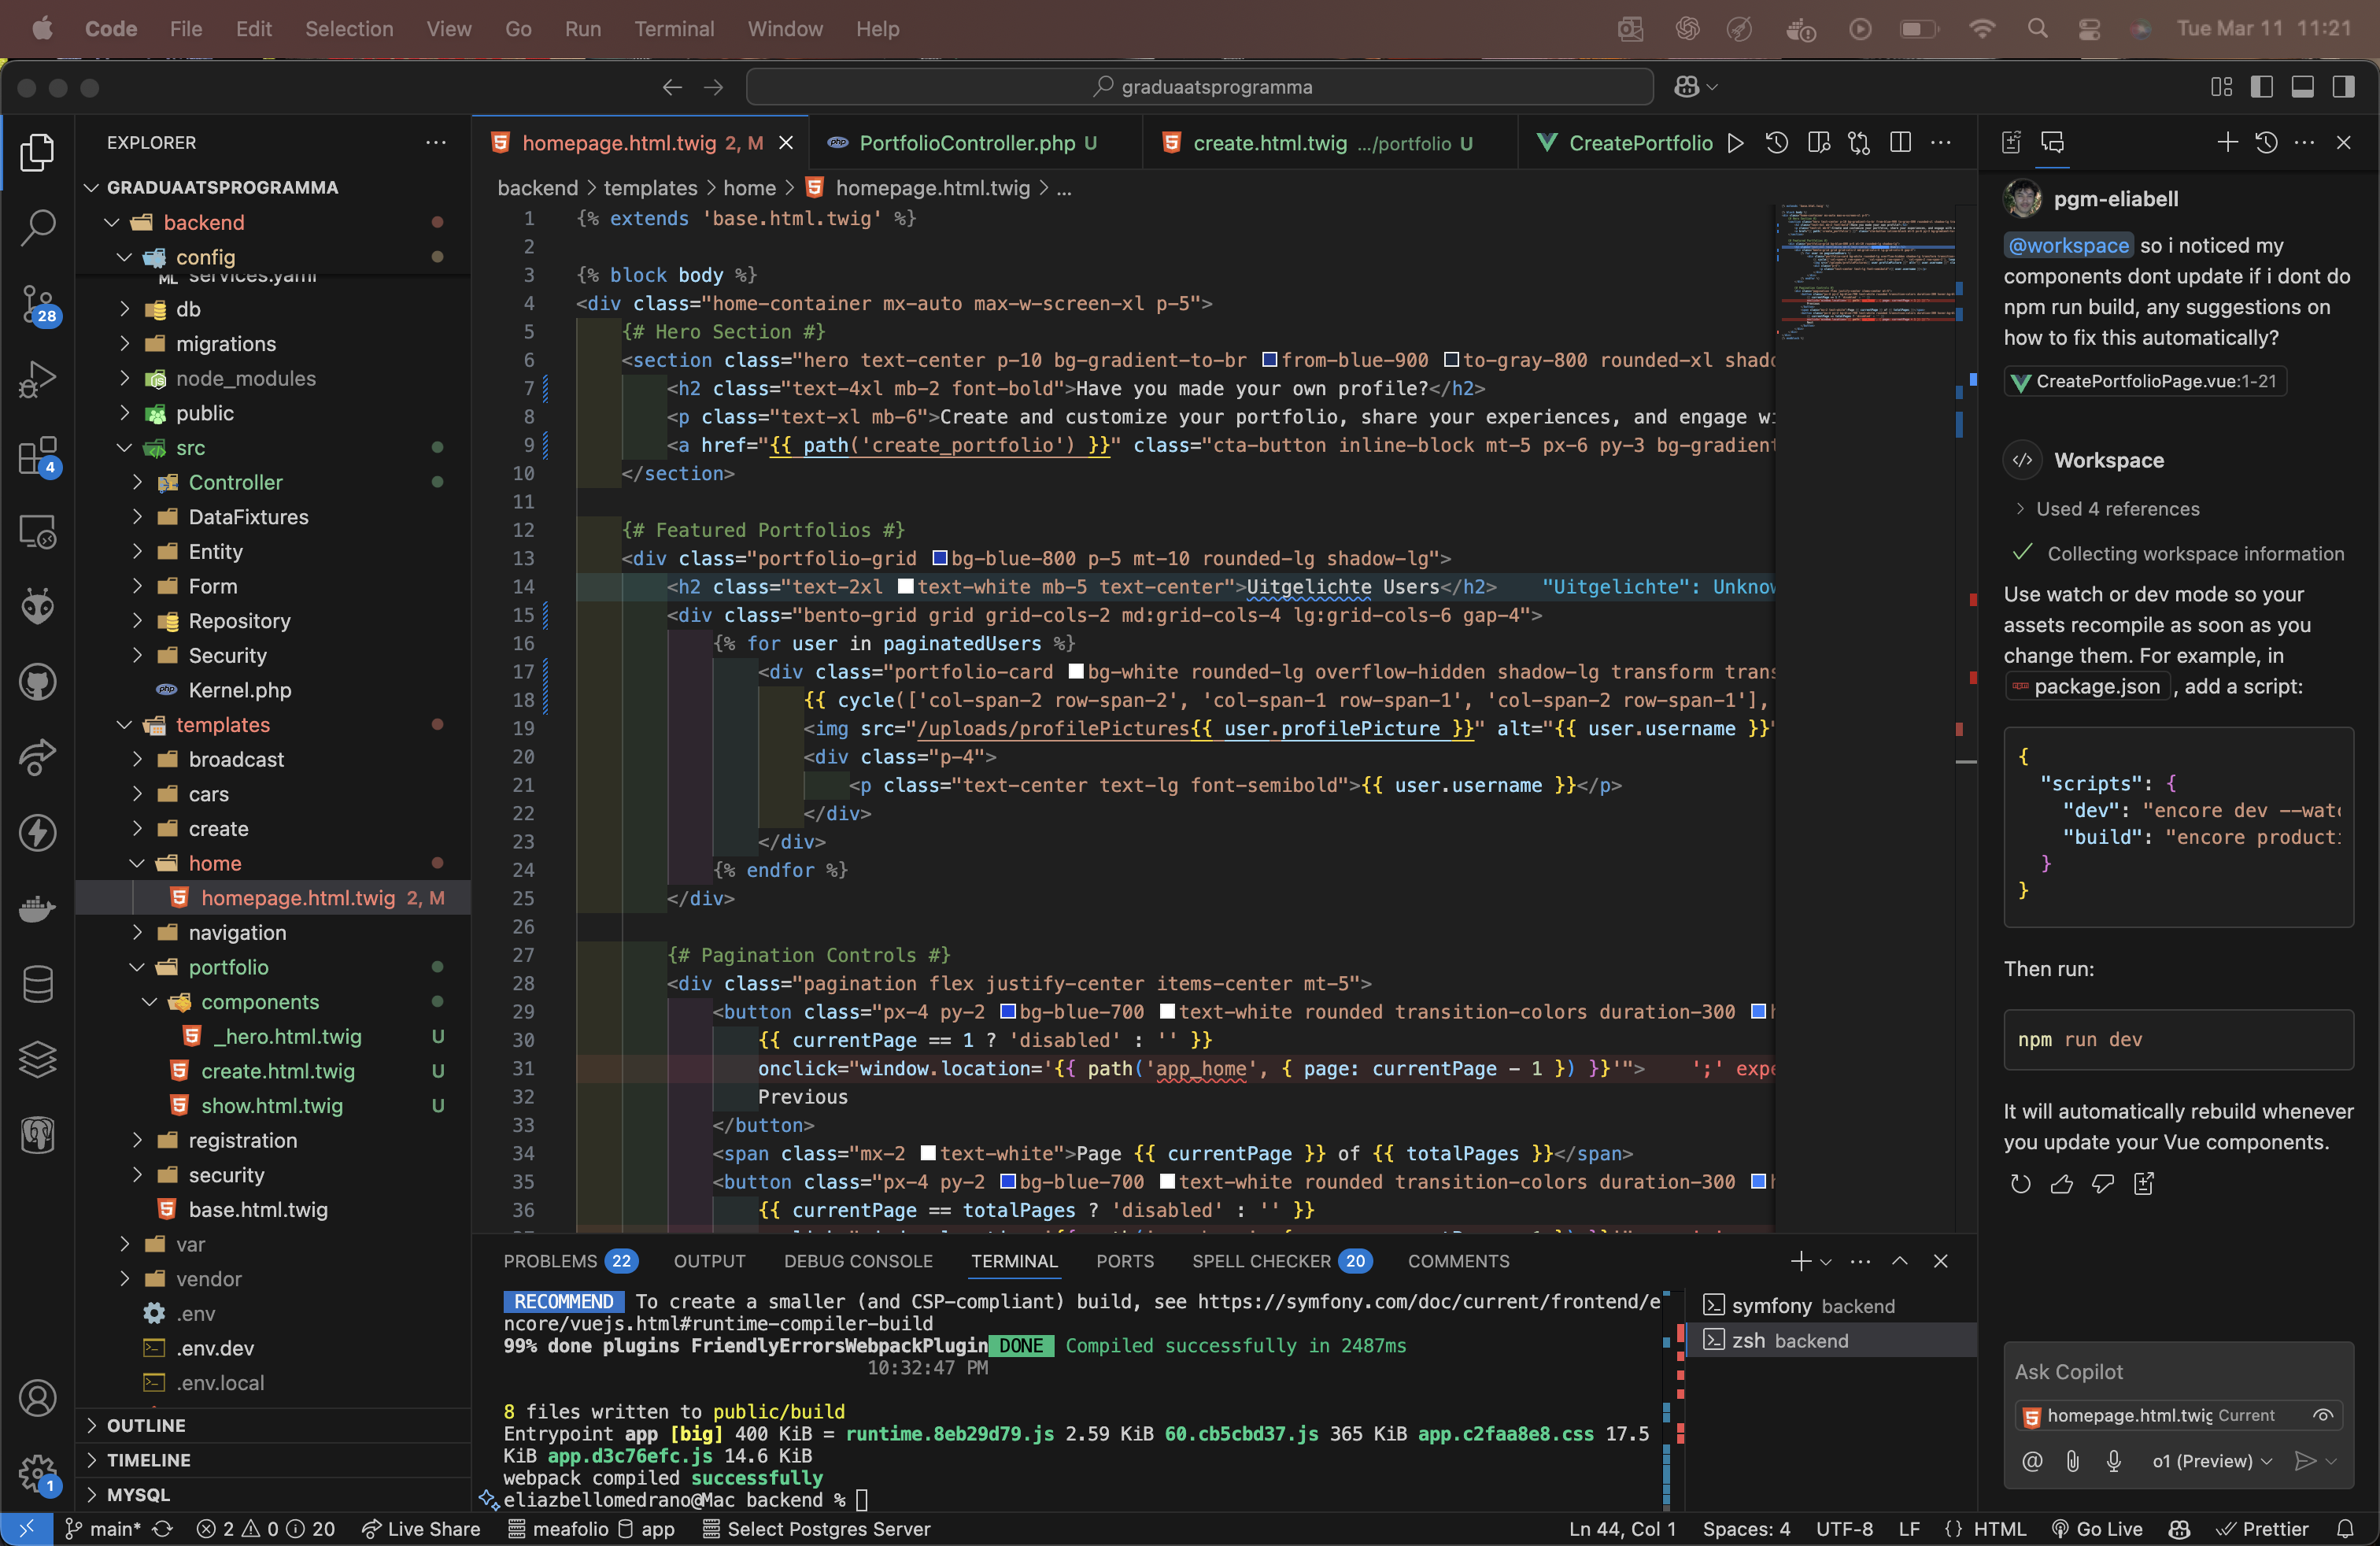 Code File Edit Selection View Go Run Terminal Window Help Tue Mar 11 11:21
graduaatsprogramma
EXPLORER
GRADUAATSPROGRAMMA
backend
config
services.yaml
db
migrations
node_modules
public
src
Controller
DataFixtures
Entity
Form
Repository
Security
Kernel.php
templates
broadcast
cars
create
home
homepage.html.twig 2, M
navigation
portfolio
components
_hero.html.twig U
create.html.twig U
show.html.twig U
registration
security
base.html.twig
var
vendor
.env
.env.dev
.env.local
OUTLINE
TIMELINE
MYSQL
28
4
1
homepage.html.twig 2, M PortfolioController.php U create.html.twig .../portfolio U CreatePortfolio
backend > templates > home > homepage.html.twig > ...
1 {% extends 'base.html.twig' %}
2
3 {% block body %}
4 <div class="home-container mx-auto max-w-screen-xl p-5">
5 {# Hero Section #}
6 <section class="hero text-center p-10 bg-gradient-to-br from-blue-900 to-gray-800 rounded-xl shado
7 <h2 class="text-4xl mb-2 font-bold">Have you made your own profile?</h2>
8 <p class="text-xl mb-6">Create and customize your portfolio, share your experiences, and engage wi
9 <a href="{{ path('create_portfolio') }}" class="cta-button inline-block mt-5 px-6 py-3 bg-gradient
10 </section>
11
12 {# Featured Portfolios #}
13 <div class="portfolio-grid bg-blue-800 p-5 mt-10 rounded-lg shadow-lg">
14 <h2 class="text-2xl text-white mb-5 text-center">Uitgelichte Users</h2> "Uitgelichte": Unknow
15 <div class="bento-grid grid grid-cols-2 md:grid-cols-4 lg:grid-cols-6 gap-4">
16 {% for user in paginatedUsers %}
17 <div class="portfolio-card bg-white rounded-lg overflow-hidden shadow-lg transform trans
18 {{ cycle(['col-span-2 row-span-2', 'col-span-1 row-span-1', 'col-span-2 row-span-1'],
19 <img src="/uploads/profilePictures{{ user.profilePicture }}" alt="{{ user.username }}"
20 <div class="p-4">
21 <p class="text-center text-lg font-semibold">{{ user.username }}</p>
22 </div>
23 </div>
24 {% endfor %}
25 </div>
26
27 {# Pagination Controls #}
28 <div class="pagination flex justify-center items-center mt-5">
29 <button class="px-4 py-2 bg-blue-700 text-white rounded transition-colors duration-300 h
30 {{ currentPage == 1 ? 'disabled' : '' }}
31 onclick="window.location='{{ path('app_home', { page: currentPage - 1 }) }}'"> ';' expe
32 Previous
33 </button>
34 <span class="mx-2 text-white">Page {{ currentPage }} of {{ totalPages }}</span>
35 <button class="px-4 py-2 bg-blue-700 text-white rounded transition-colors duration-300 h
36 {{ currentPage == totalPages ? 'disabled' : '' }}
PROBLEMS 22 OUTPUT DEBUG CONSOLE TERMINAL PORTS SPELL CHECKER 20 COMMENTS
RECOMMEND To create a smaller (and CSP-compliant) build, see https://symfony.com/doc/current/frontend/e
ncore/vuejs.html#runtime-compiler-build
99% done plugins FriendlyErrorsWebpackPlugin DONE Compiled successfully in 2487ms
10:32:47 PM
8 files written to public/build
Entrypoint app [big] 400 KiB = runtime.8eb29d79.js 2.59 KiB 60.cb5cbd37.js 365 KiB app.c2faa8e8.css 17.5
KiB app.d3c76efc.js 14.6 KiB
webpack compiled successfully
eliazbellomedrano@Mac backend %
symfony backend
zsh backend
pgm-eliabell
@workspace so i noticed my
components dont update if i dont do
npm run build, any suggestions on
how to fix this automatically?
CreatePortfolioPage.vue:1-21
Workspace
Used 4 references
Collecting workspace information
Use watch or dev mode so your
assets recompile as soon as you
change them. For example, in
package.json , add a script:
{
"scripts": {
"dev": "encore dev --watc
"build": "encore producti
}
}
Then run:
npm run dev
It will automatically rebuild whenever
you update your Vue components.
Ask Copilot
homepage.html.twig Current
o1 (Preview)
main* 2 0 20 Live Share meafolio app Select Postgres Server Ln 44, Col 1 Spaces: 4 UTF-8 LF {} HTML Go Live Prettier